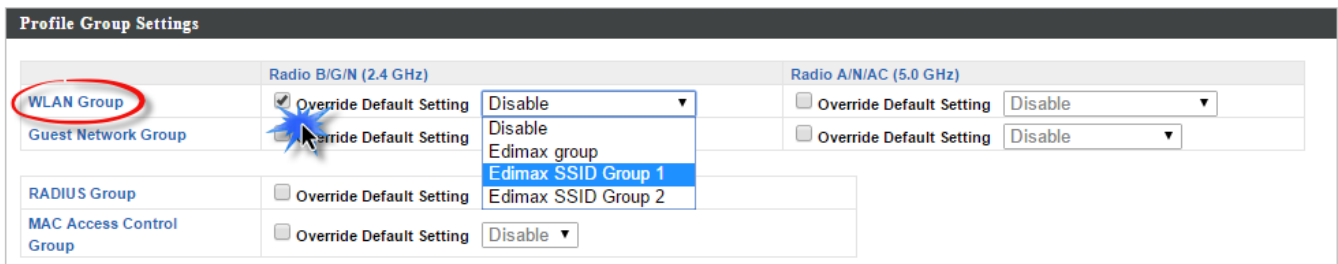 Profile Group Settings
Radio B/G/N (2.4 GHz) Radio A/N/AC (5.0 GHz)
WLAN Group Override Default Setting Disable Override Default Setting Disable
Guest Network Group Override Default Setting Disable Override Default Setting Disable
Edimax group
Edimax SSID Group 1
RADIUS Group Override Default Setting Edimax SSID Group 2
MAC Access Control
Group Override Default Setting Disable